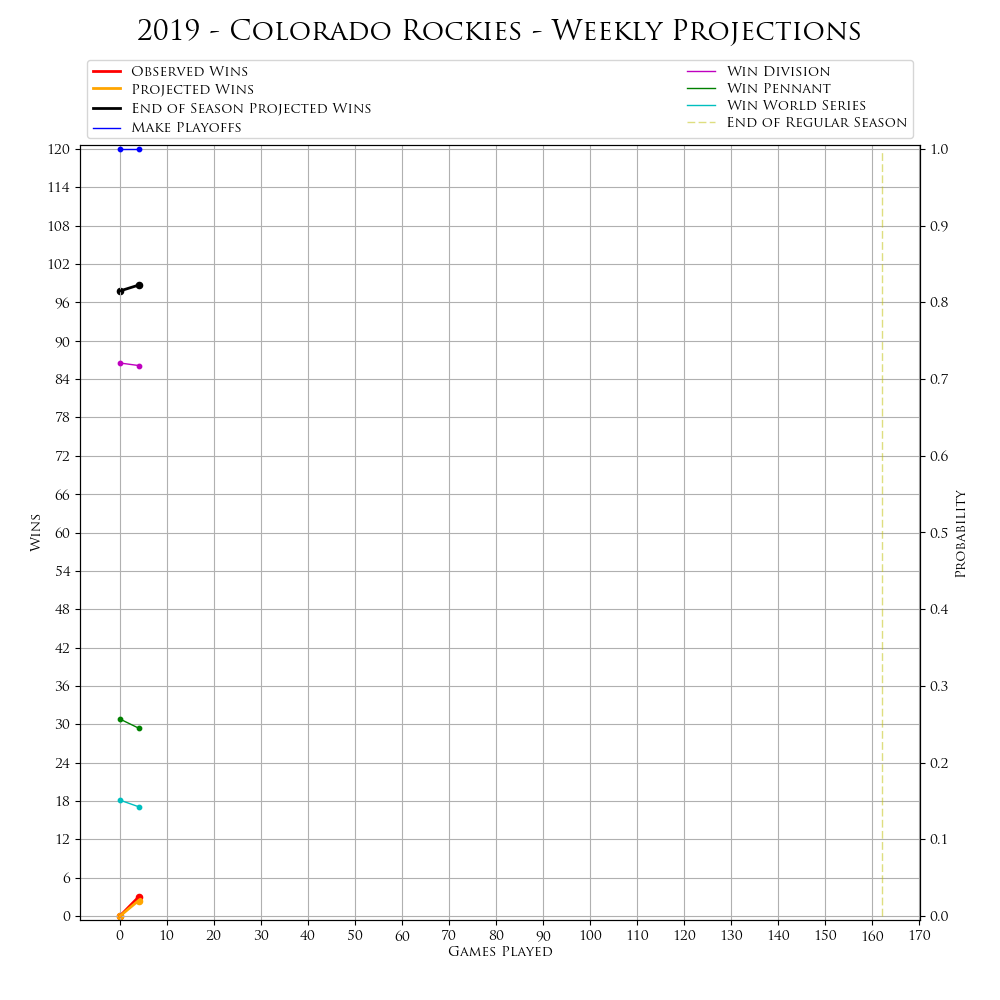 2019 - Colorado Rockies - Weekly Projections
Observed Wins
Projected Wins
End of Season Projected Wins
Make Playoffs
Win Division
Win Pennant
Win World Series
End of Regular Season
120
114
108
102
96
90
84
78
72
66
60
54
48
42
36
30
24
18
12
6
0
Wins
1.0
0.9
0.8
0.7
0.6
0.5
0.4
0.3
0.2
0.1
0.0
Probability
0 10 20 30 40 50 60 70 80 90 100 110 120 130 140 150 160 170
Games Played